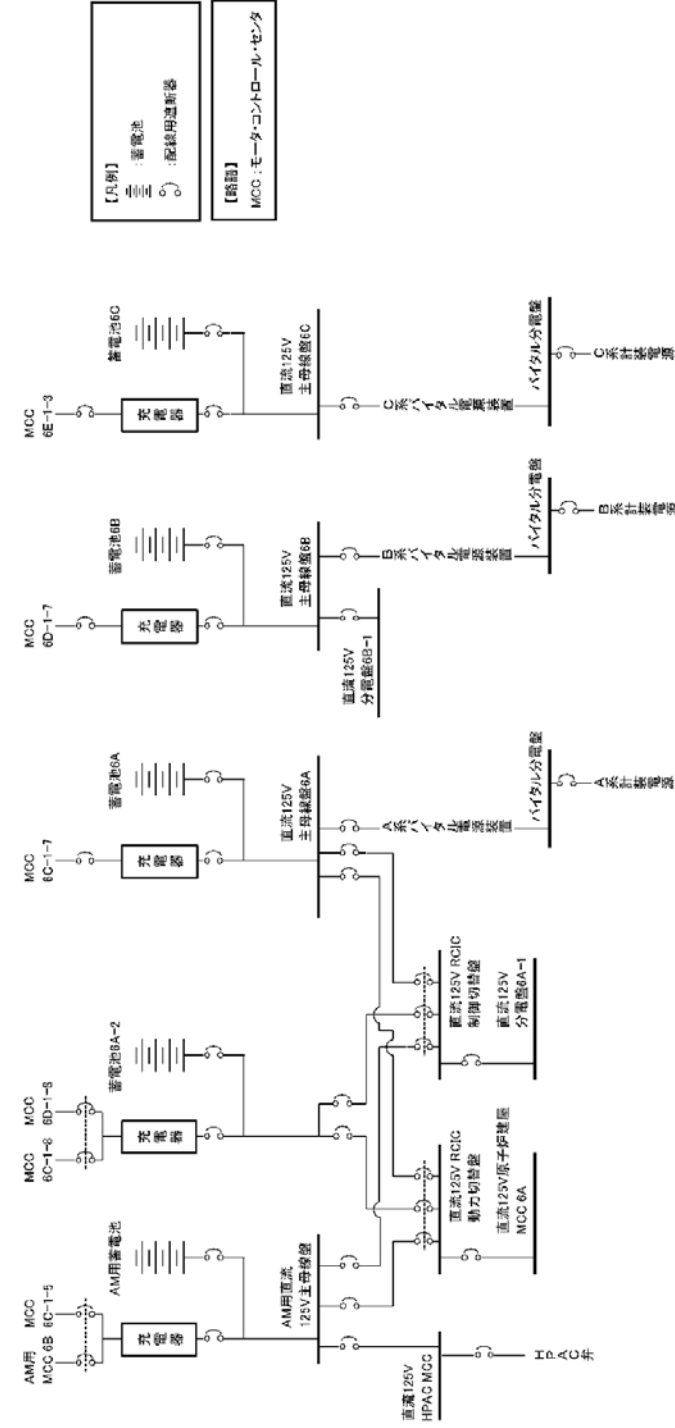 【凡例】
:蓄電池
:配線用遮断器
【略語】
MCC :モータ・コントロール・センタ
AM用
MCC 6B
MCC
6C-1-5
充電器
AM用蓄電池
AM用直流
125V主母線盤
直流125V
HPAC MCC
HPAC弁
MCC
6C-1-8
MCC
6D-1-8
充電器
蓄電池6A-2
直流125V RCIC
動力切替盤
直流125V原子炉建屋
MCC 6A
直流125V RCIC
制御切替盤
直流125V
分電盤6A-1
MCC
6C-1-7
充電器
蓄電池6A
直流125V
主母線盤6A
A系バイタル電源装置
バイタル分電盤
A系計装電源
MCC
6D-1-7
充電器
蓄電池6B
直流125V
主母線盤6B
直流125V
分電盤6B-1
B系バイタル電源装置
バイタル分電盤
B系計装電源
MCC
6E-1-3
充電器
蓄電池6C
直流125V
主母線盤6C
C系バイタル電源装置
バイタル分電盤
C系計装電源